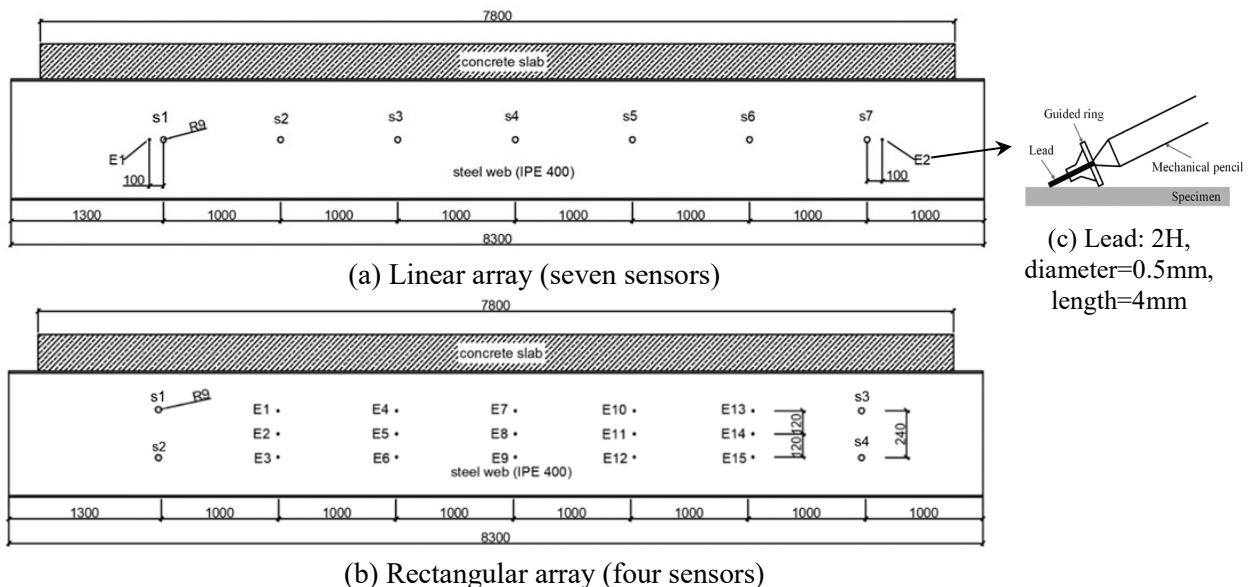 7800
concrete slab
s1 s2 s3 s4 s5 s6 s7
R9
E1 E2
100 100
steel web (IPE 400)
1300 1000 1000 1000 1000 1000 1000 1000
8300
(a) Linear array (seven sensors)
Guided ring
Lead
Mechanical pencil
Specimen
(c) Lead: 2H,
diameter=0.5mm,
length=4mm
7800
concrete slab
s1 R9 s3
E1 E4 E7 E10 E13
120
E2 E5 E8 E11 E14 240
s2 s4
120
E3 E6 E9 E12 E15
steel web (IPE 400)
1300 1000 1000 1000 1000 1000 1000 1000
8300
(b) Rectangular array (four sensors)